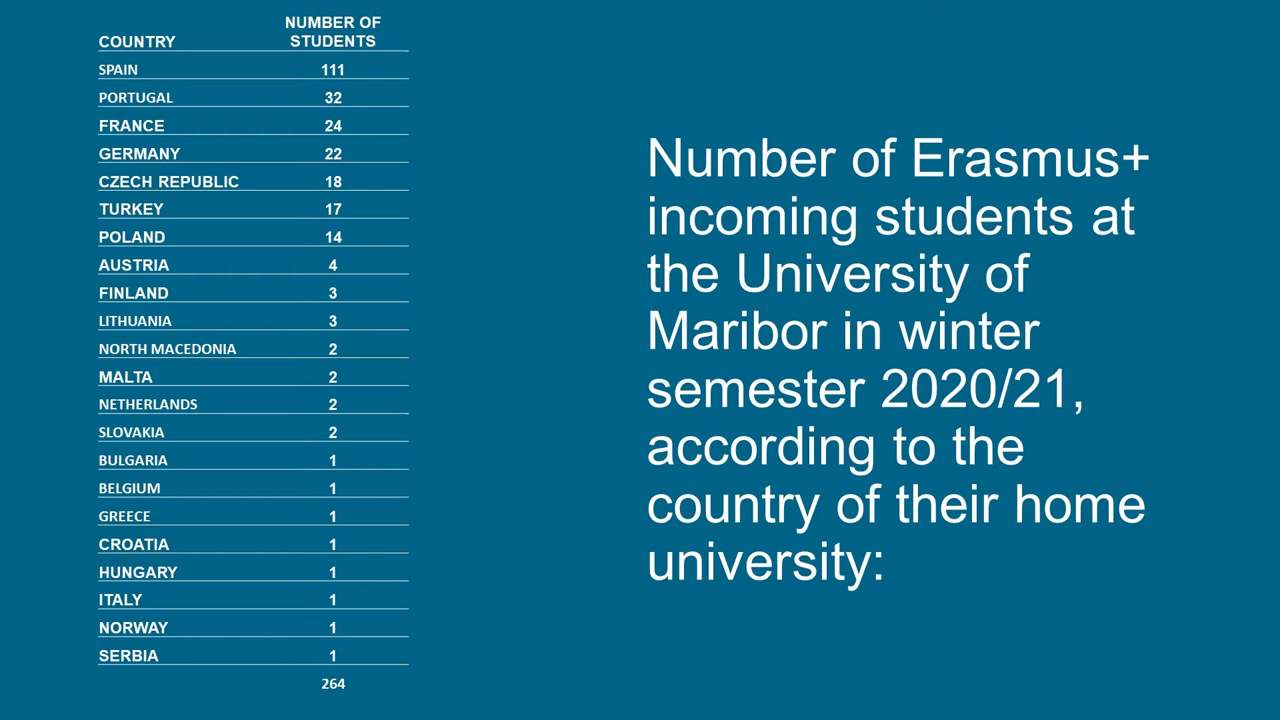 COUNTRY NUMBER OF STUDENTS
SPAIN 111
PORTUGAL 32
FRANCE 24
GERMANY 22
CZECH REPUBLIC 18
TURKEY 17
POLAND 14
AUSTRIA 4
FINLAND 3
LITHUANIA 3
NORTH MACEDONIA 2
MALTA 2
NETHERLANDS 2
SLOVAKIA 2
BULGARIA 1
BELGIUM 1
GREECE 1
CROATIA 1
HUNGARY 1
ITALY 1
NORWAY 1
SERBIA 1
264
Number of Erasmus+
incoming students at
the University of
Maribor in winter
semester 2020/21,
according to the
country of their home
university: